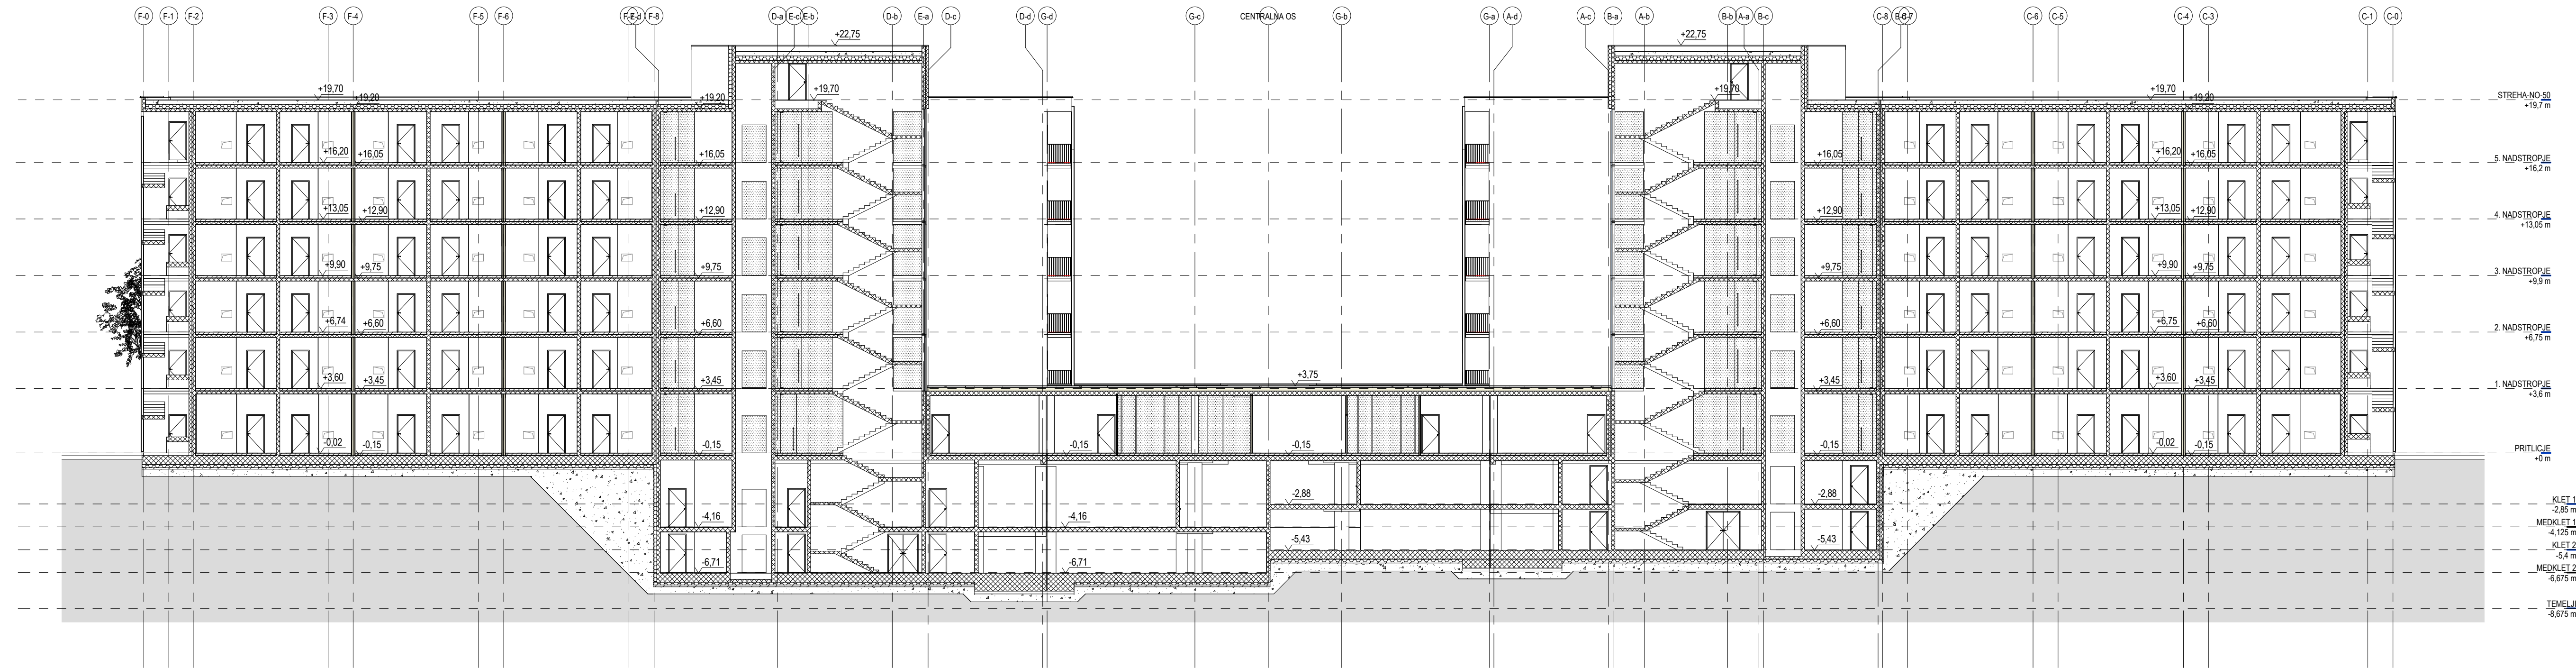 F-0 F-1 F-2 F-3 F-4 F-5 F-6 F-8 D-a E-c E-b D-b E-a D-c D-d G-d G-c CENTRALNA OS G-b G-a A-d A-c B-a A-b B-b A-a B-c C-8 C-6 C-5 C-4 C-3 C-1 C-0
+22,75 +22,75
+19,70 +19,20 +19,20 +19,70 +19,70 +19,70 +19,20
STREHA-NO-50
+19,7 m
+16,20 +16,05 +16,05 +16,05 +16,20 +16,05
5. NADSTROPJE
+16,2 m
+13,05 +12,90 +12,90 +12,90 +13,05 +12,90
4. NADSTROPJE
+13,05 m
+9,90 +9,75 +9,75 +9,75 +9,90 +9,75
3. NADSTROPJE
+9,9 m
+6,74 +6,60 +6,60 +6,60 +6,75 +6,60
2. NADSTROPJE
+6,75 m
+3,60 +3,45 +3,45 +3,75 +3,45 +3,60 +3,45
1. NADSTROPJE
+3,6 m
-0,02 -0,15 -0,15 -0,15 -0,15 -0,15 -0,02 -0,15
PRITLICJE
+0 m
-2,88 -2,88
KLET 1
-2,85 m
-4,16 -4,16
MEDKLET 1
-4,125 m
-5,43 -5,43
KLET 2
-5,4 m
-6,71 -6,71
MEDKLET 2
-6,675 m
TEMELJI
-8,675 m